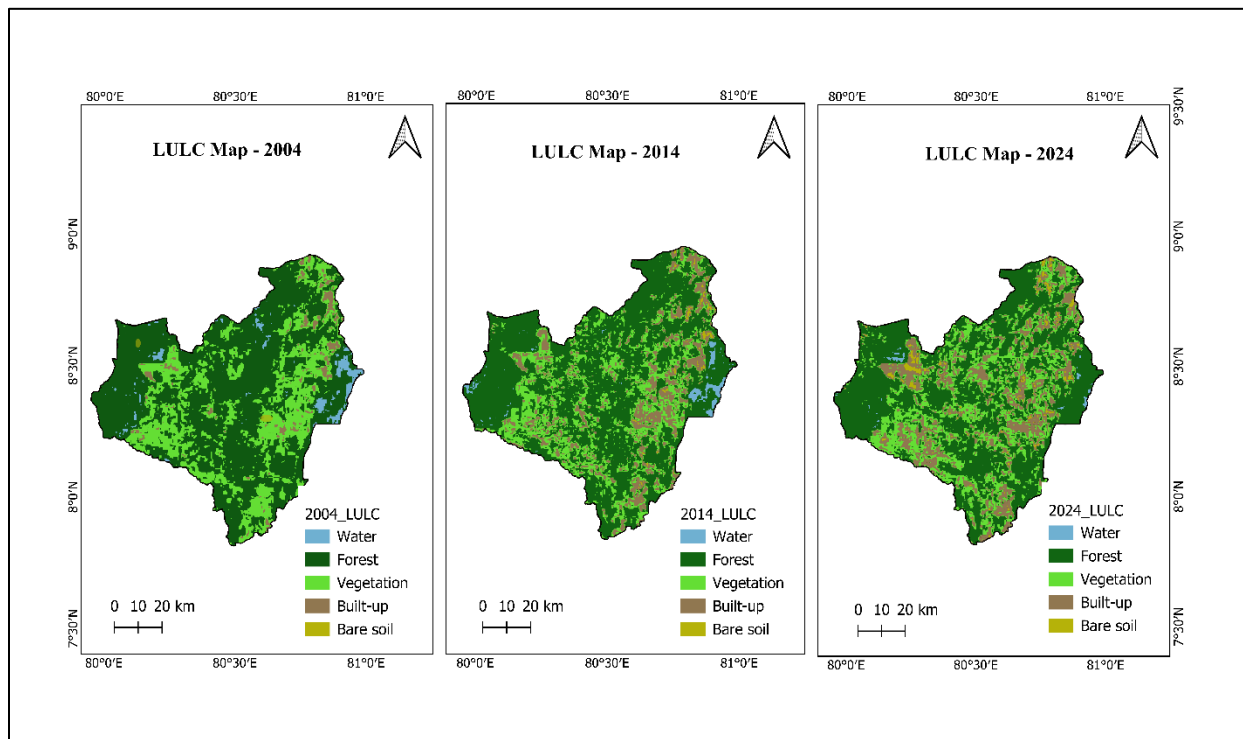 80°0'E 80°30'E 81°0'E
80°0'E 80°30'E 81°0'E
80°0'E 80°30'E 81°0'E
LULC Map - 2004
LULC Map - 2014
LULC Map - 2024
9°30'N
9°0'N
8°30'N
8°0'N
7°30'N
9°30'N
9°0'N
8°30'N
8°0'N
7°30'N
2004_LULC
Water
Forest
Vegetation
Built-up
Bare soil
0 10 20 km
2014_LULC
Water
Forest
Vegetation
Built-up
Bare soil
0 10 20 km
2024_LULC
Water
Forest
Vegetation
Built-up
Bare soil
0 10 20 km
80°0'E 80°30'E 81°0'E
80°0'E 80°30'E 81°0'E
80°0'E 80°30'E 81°0'E